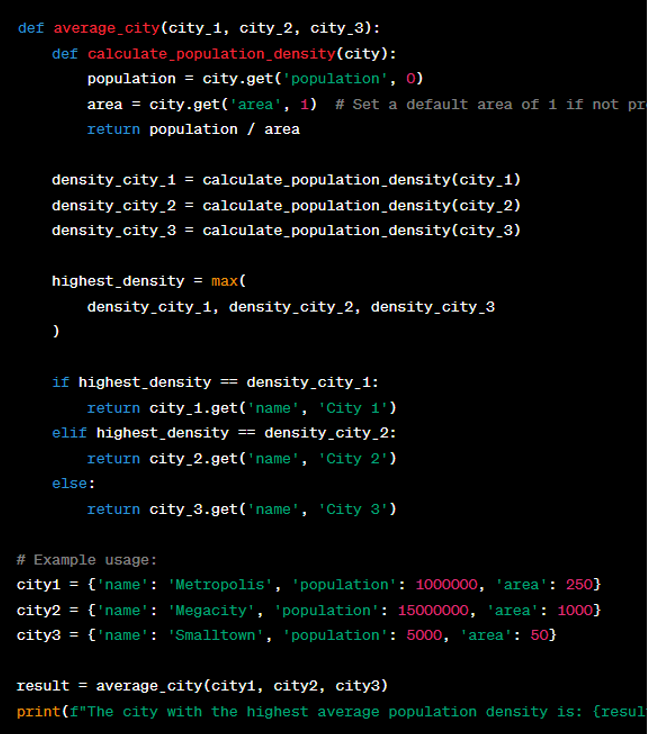 def average_city(city_1, city_2, city_3):
    def calculate_population_density(city):
        population = city.get('population', 0)
        area = city.get('area', 1)  # Set a default area of 1 if not
        return population / area

    density_city_1 = calculate_population_density(city_1)
    density_city_2 = calculate_population_density(city_2)
    density_city_3 = calculate_population_density(city_3)

    highest_density = max(
        density_city_1, density_city_2, density_city_3
    )

    if highest_density == density_city_1:
        return city_1.get('name', 'City 1')
    elif highest_density == density_city_2:
        return city_2.get('name', 'City 2')
    else:
        return city_3.get('name', 'City 3')

# Example usage:
city1 = {'name': 'Metropolis', 'population': 1000000, 'area': 250}
city2 = {'name': 'Megacity', 'population': 15000000, 'area': 1000}
city3 = {'name': 'Smalltown', 'population': 5000, 'area': 50}

result = average_city(city1, city2, city3)
print(f"The city with the highest average population density is: